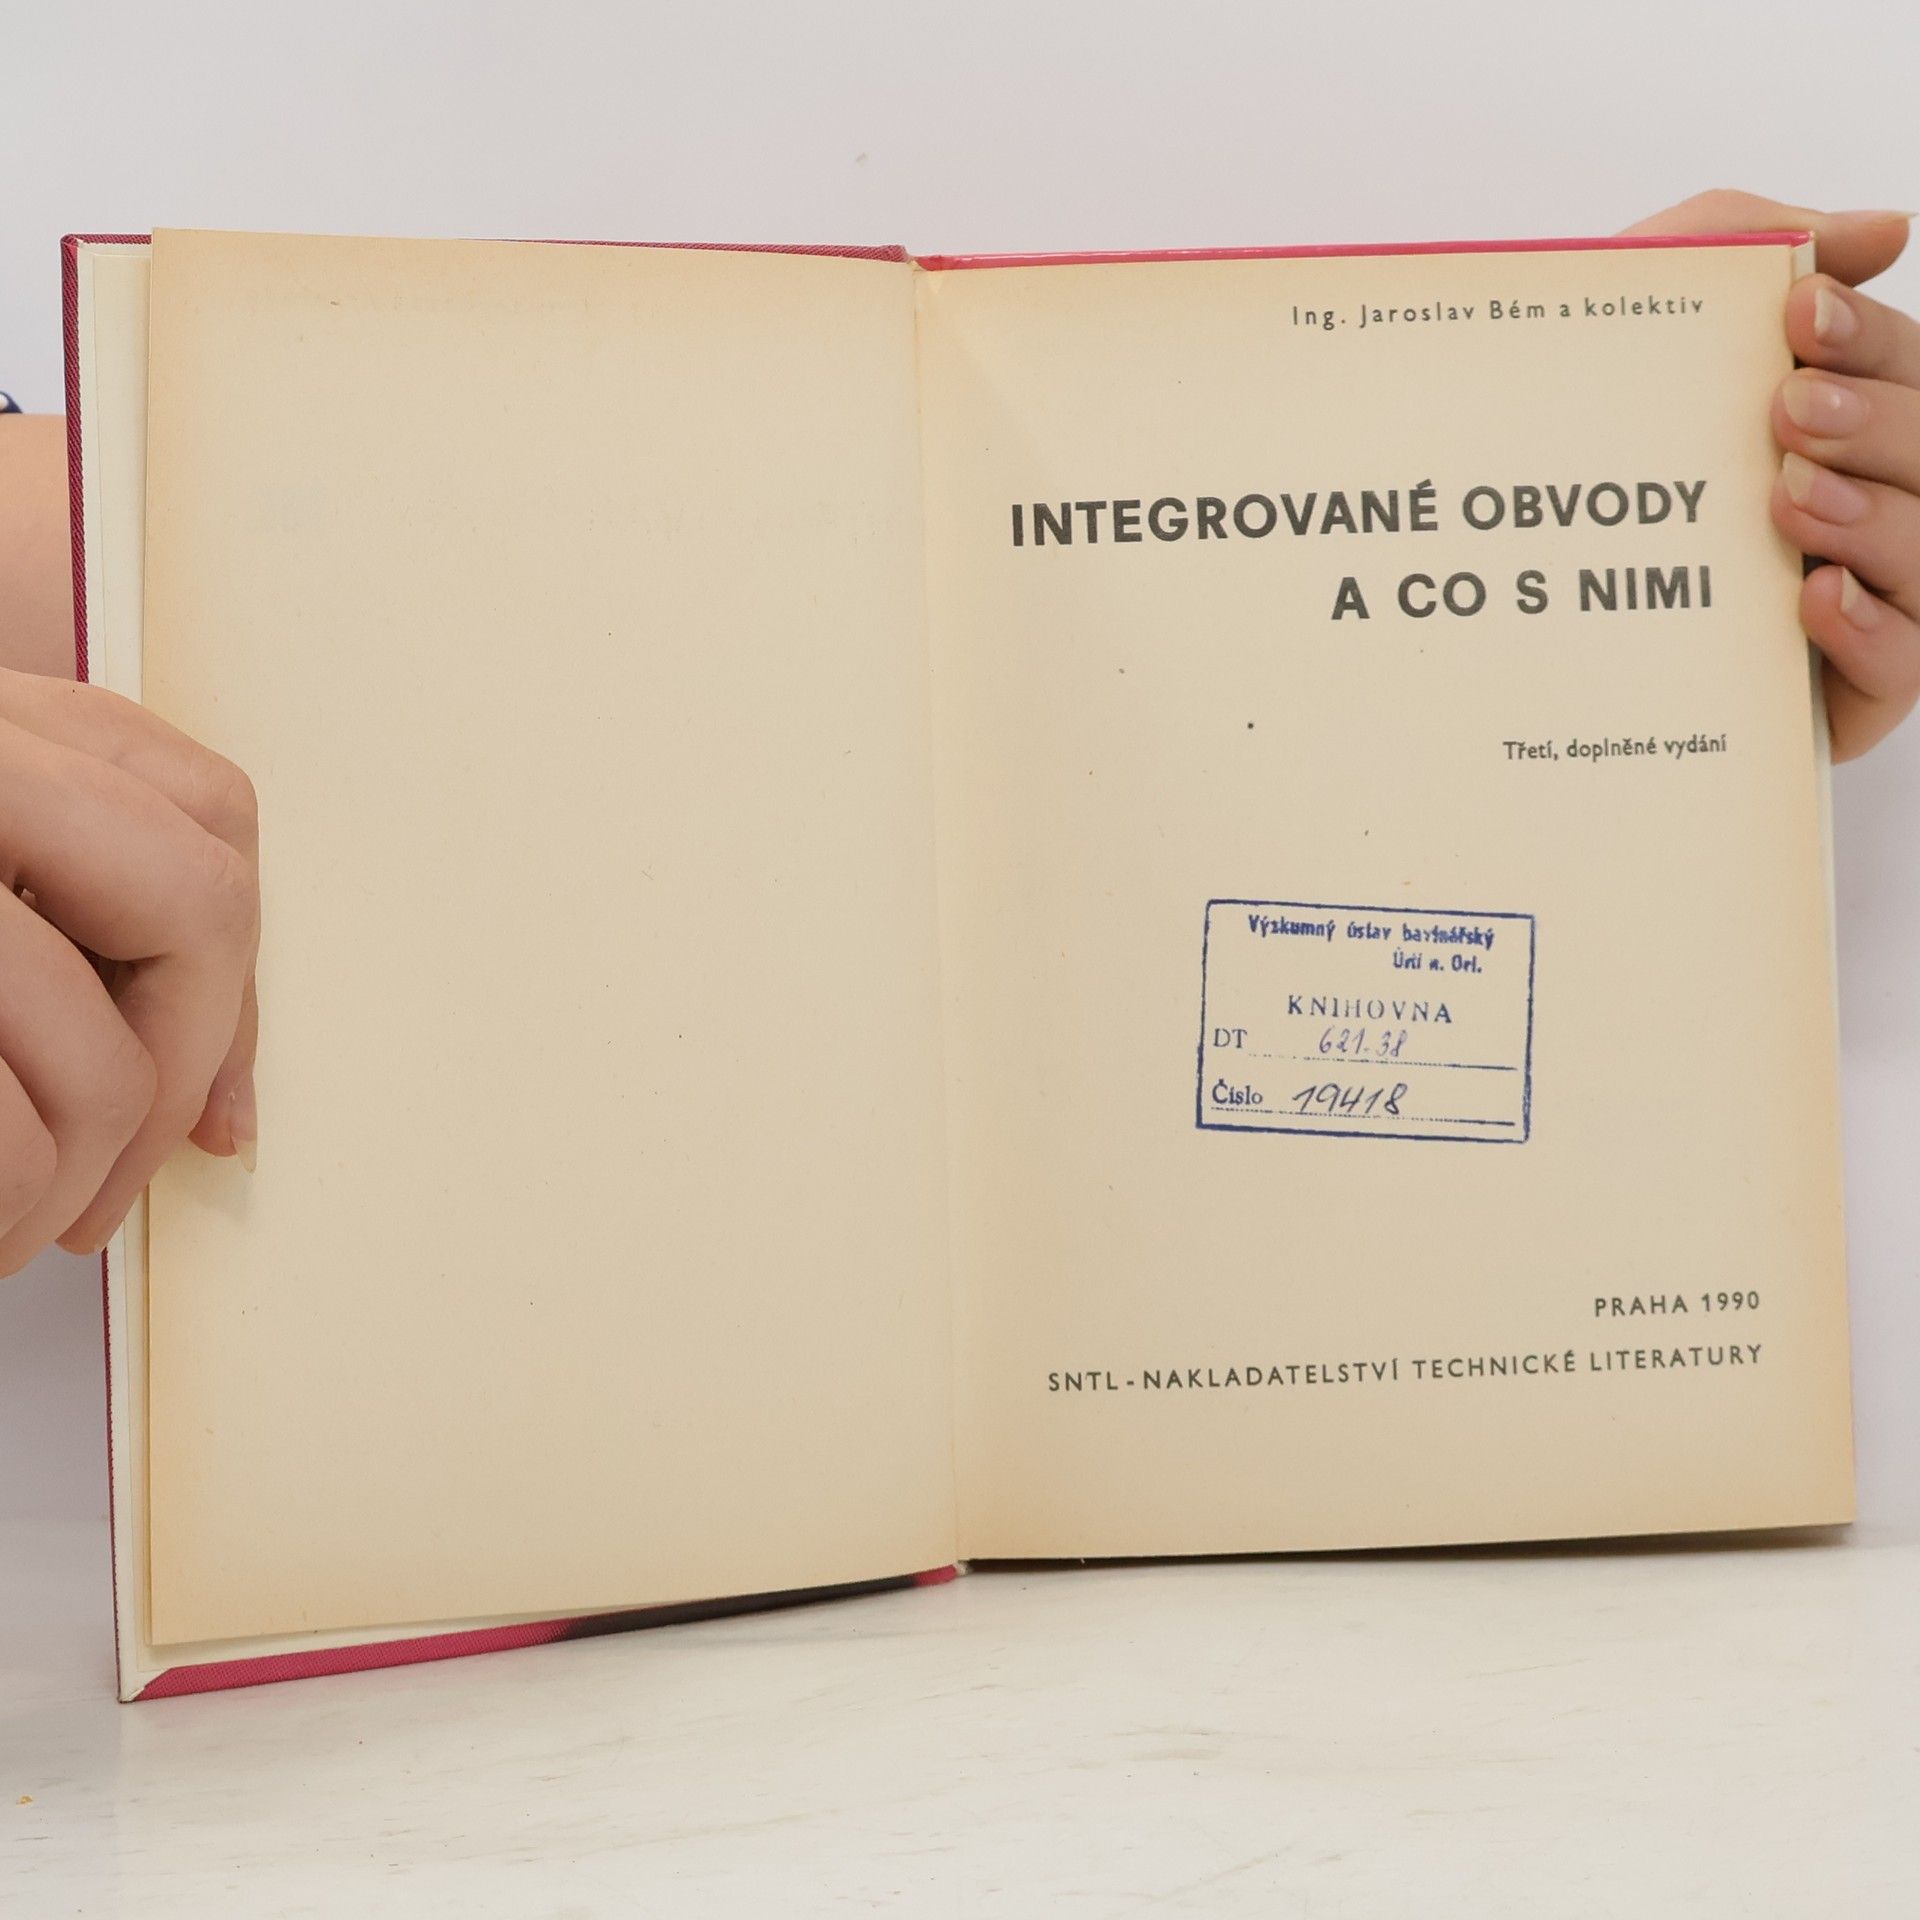 Ing. Jaroslav Bém a kolektiv
INTEGROVANÉ OBVODY
A CO S NIMI
Třetí, doplněné vydání
Výzkumný ústav bavlnářský
Ústí n. Orl.
KNIHOVNA
DT 621.38
Číslo 19418
PRAHA 1990
SNTL - NAKLADATELSTVÍ TECHNICKÉ LITERATURY